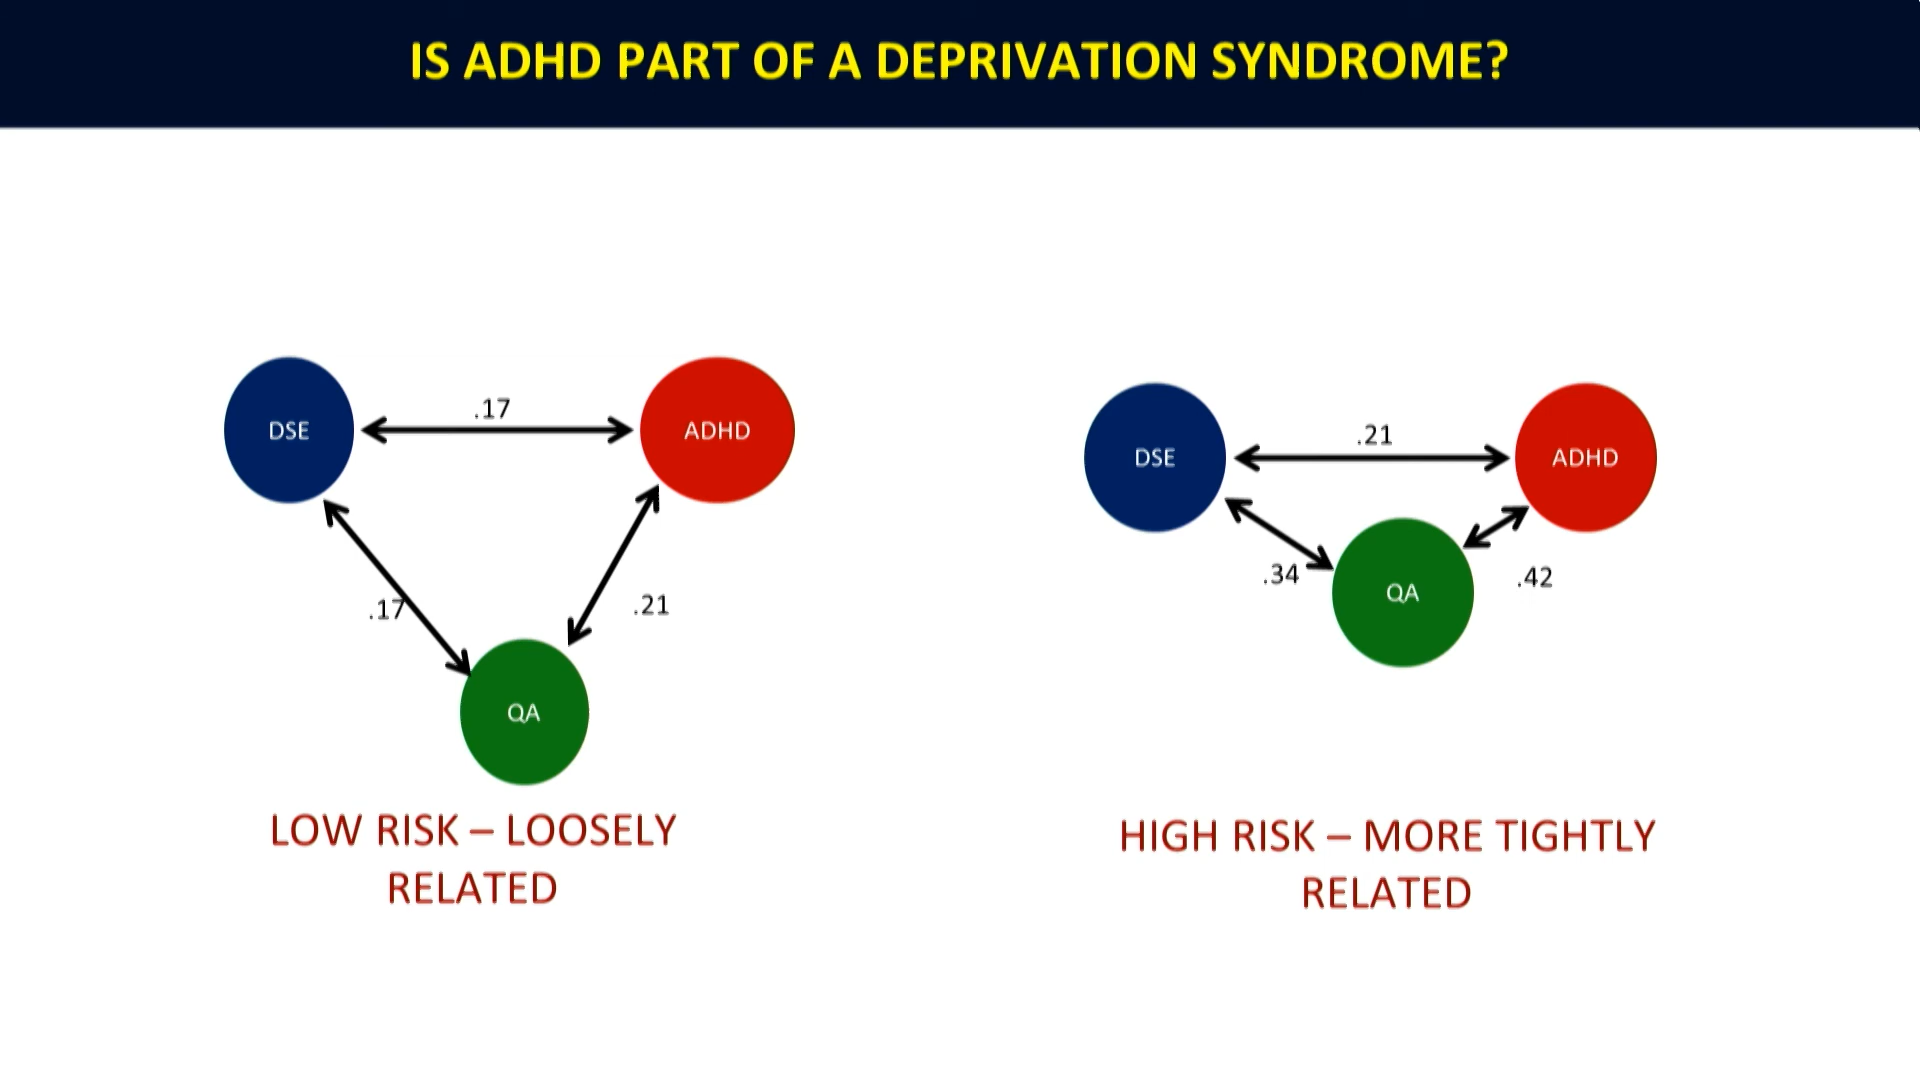 IS ADHD PART OF A DEPRIVATION SYNDROME?
DSE
.17
ADHD
.17
.21
QA
LOW RISK – LOOSELY
RELATED
DSE
.21
ADHD
.34
QA
.42
HIGH RISK – MORE TIGHTLY
RELATED